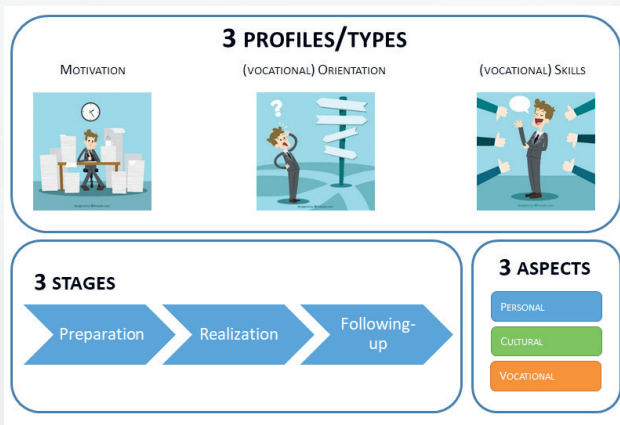 3 PROFILES/TYPES
MOTIVATION
(VOCATIONAL) ORIENTATION
(VOCATIONAL) SKILLS
?
3 STAGES
Preparation
Realization
Following-
up
3 ASPECTS
PERSONAL
CULTURAL
VOCATIONAL